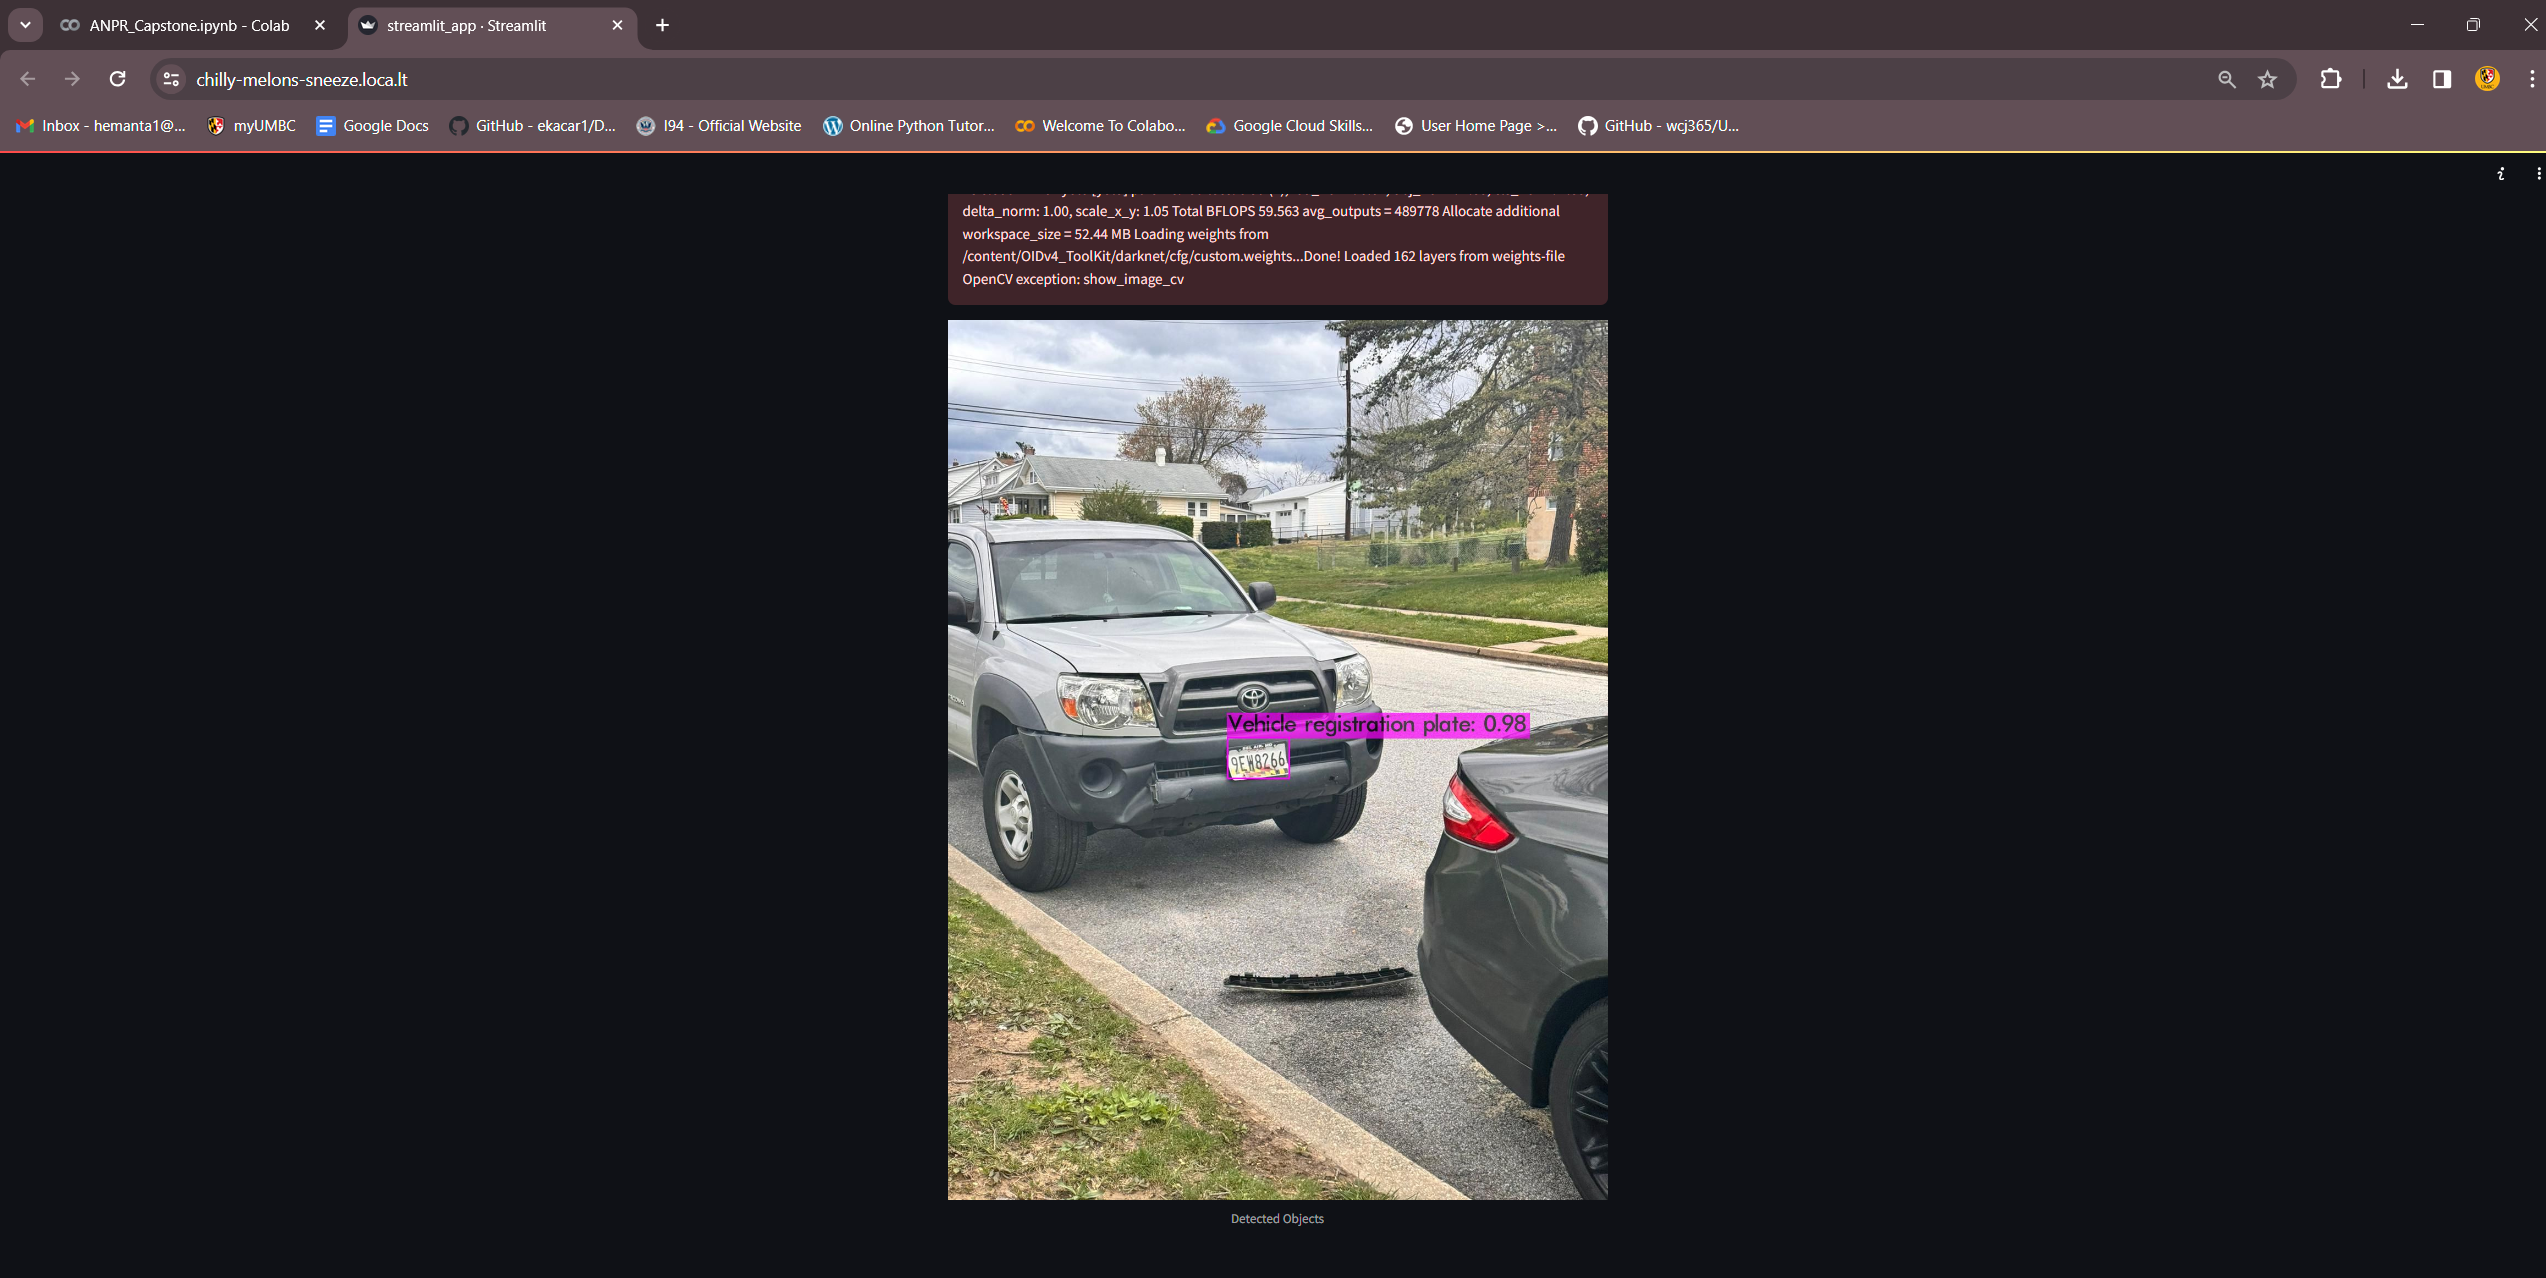 ANPR_Capstone.ipynb - Colab
streamlit_app · Streamlit
chilly-melons-sneeze.loca.lt
Inbox - hemanta1@...
myUMBC
Google Docs
GitHub - ekacar1/D...
I94 - Official Website
Online Python Tutor...
Welcome To Colabo...
Google Cloud Skills...
User Home Page >...
GitHub - wcj365/U...
delta_norm: 1.00, scale_x_y: 1.05 Total BFLOPS 59.563 avg_outputs = 489778 Allocate additional
workspace_size = 52.44 MB Loading weights from
/content/OIDv4_ToolKit/darknet/cfg/custom.weights...Done! Loaded 162 layers from weights-file
OpenCV exception: show_image_cv
Vehicle registration plate: 0.98
9EW8266
Detected Objects